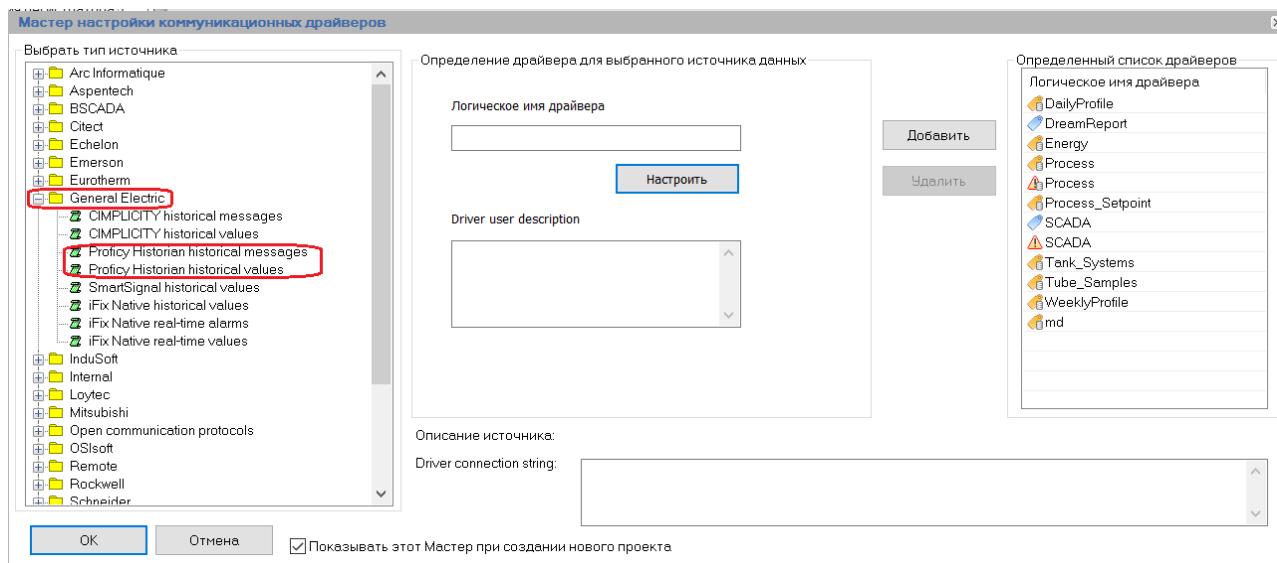 Мастер настройки коммуникационных драйверов
Выбрать тип источника
Arc Informatique
Aspentech
BSCADA
Citect
Echelon
Emerson
Eurotherm
General Electric
CIMPLICITY historical messages
CIMPLICITY historical values
Proficy Historian historical messages
Proficy Historian historical values
SmartSignal historical values
iFix Native historical values
iFix Native real-time alarms
iFix Native real-time values
InduSoft
Internal
Loytec
Mitsubishi
Open communication protocols
OSIsoft
Remote
Rockwell
Schneider
Определение драйвера для выбранного источника данных
Логическое имя драйвера
Настроить
Driver user description
Добавить
Удалить
Определенный список драйверов
Логическое имя драйвера
DailyProfile
DreamReport
Energy
Process
Process
Process_Setpoint
SCADA
SCADA
Tank_Systems
Tube_Samples
WeeklyProfile
md
Описание источника:
Driver connection string:
OK
Отмена
Показывать этот Мастер при создании нового проекта